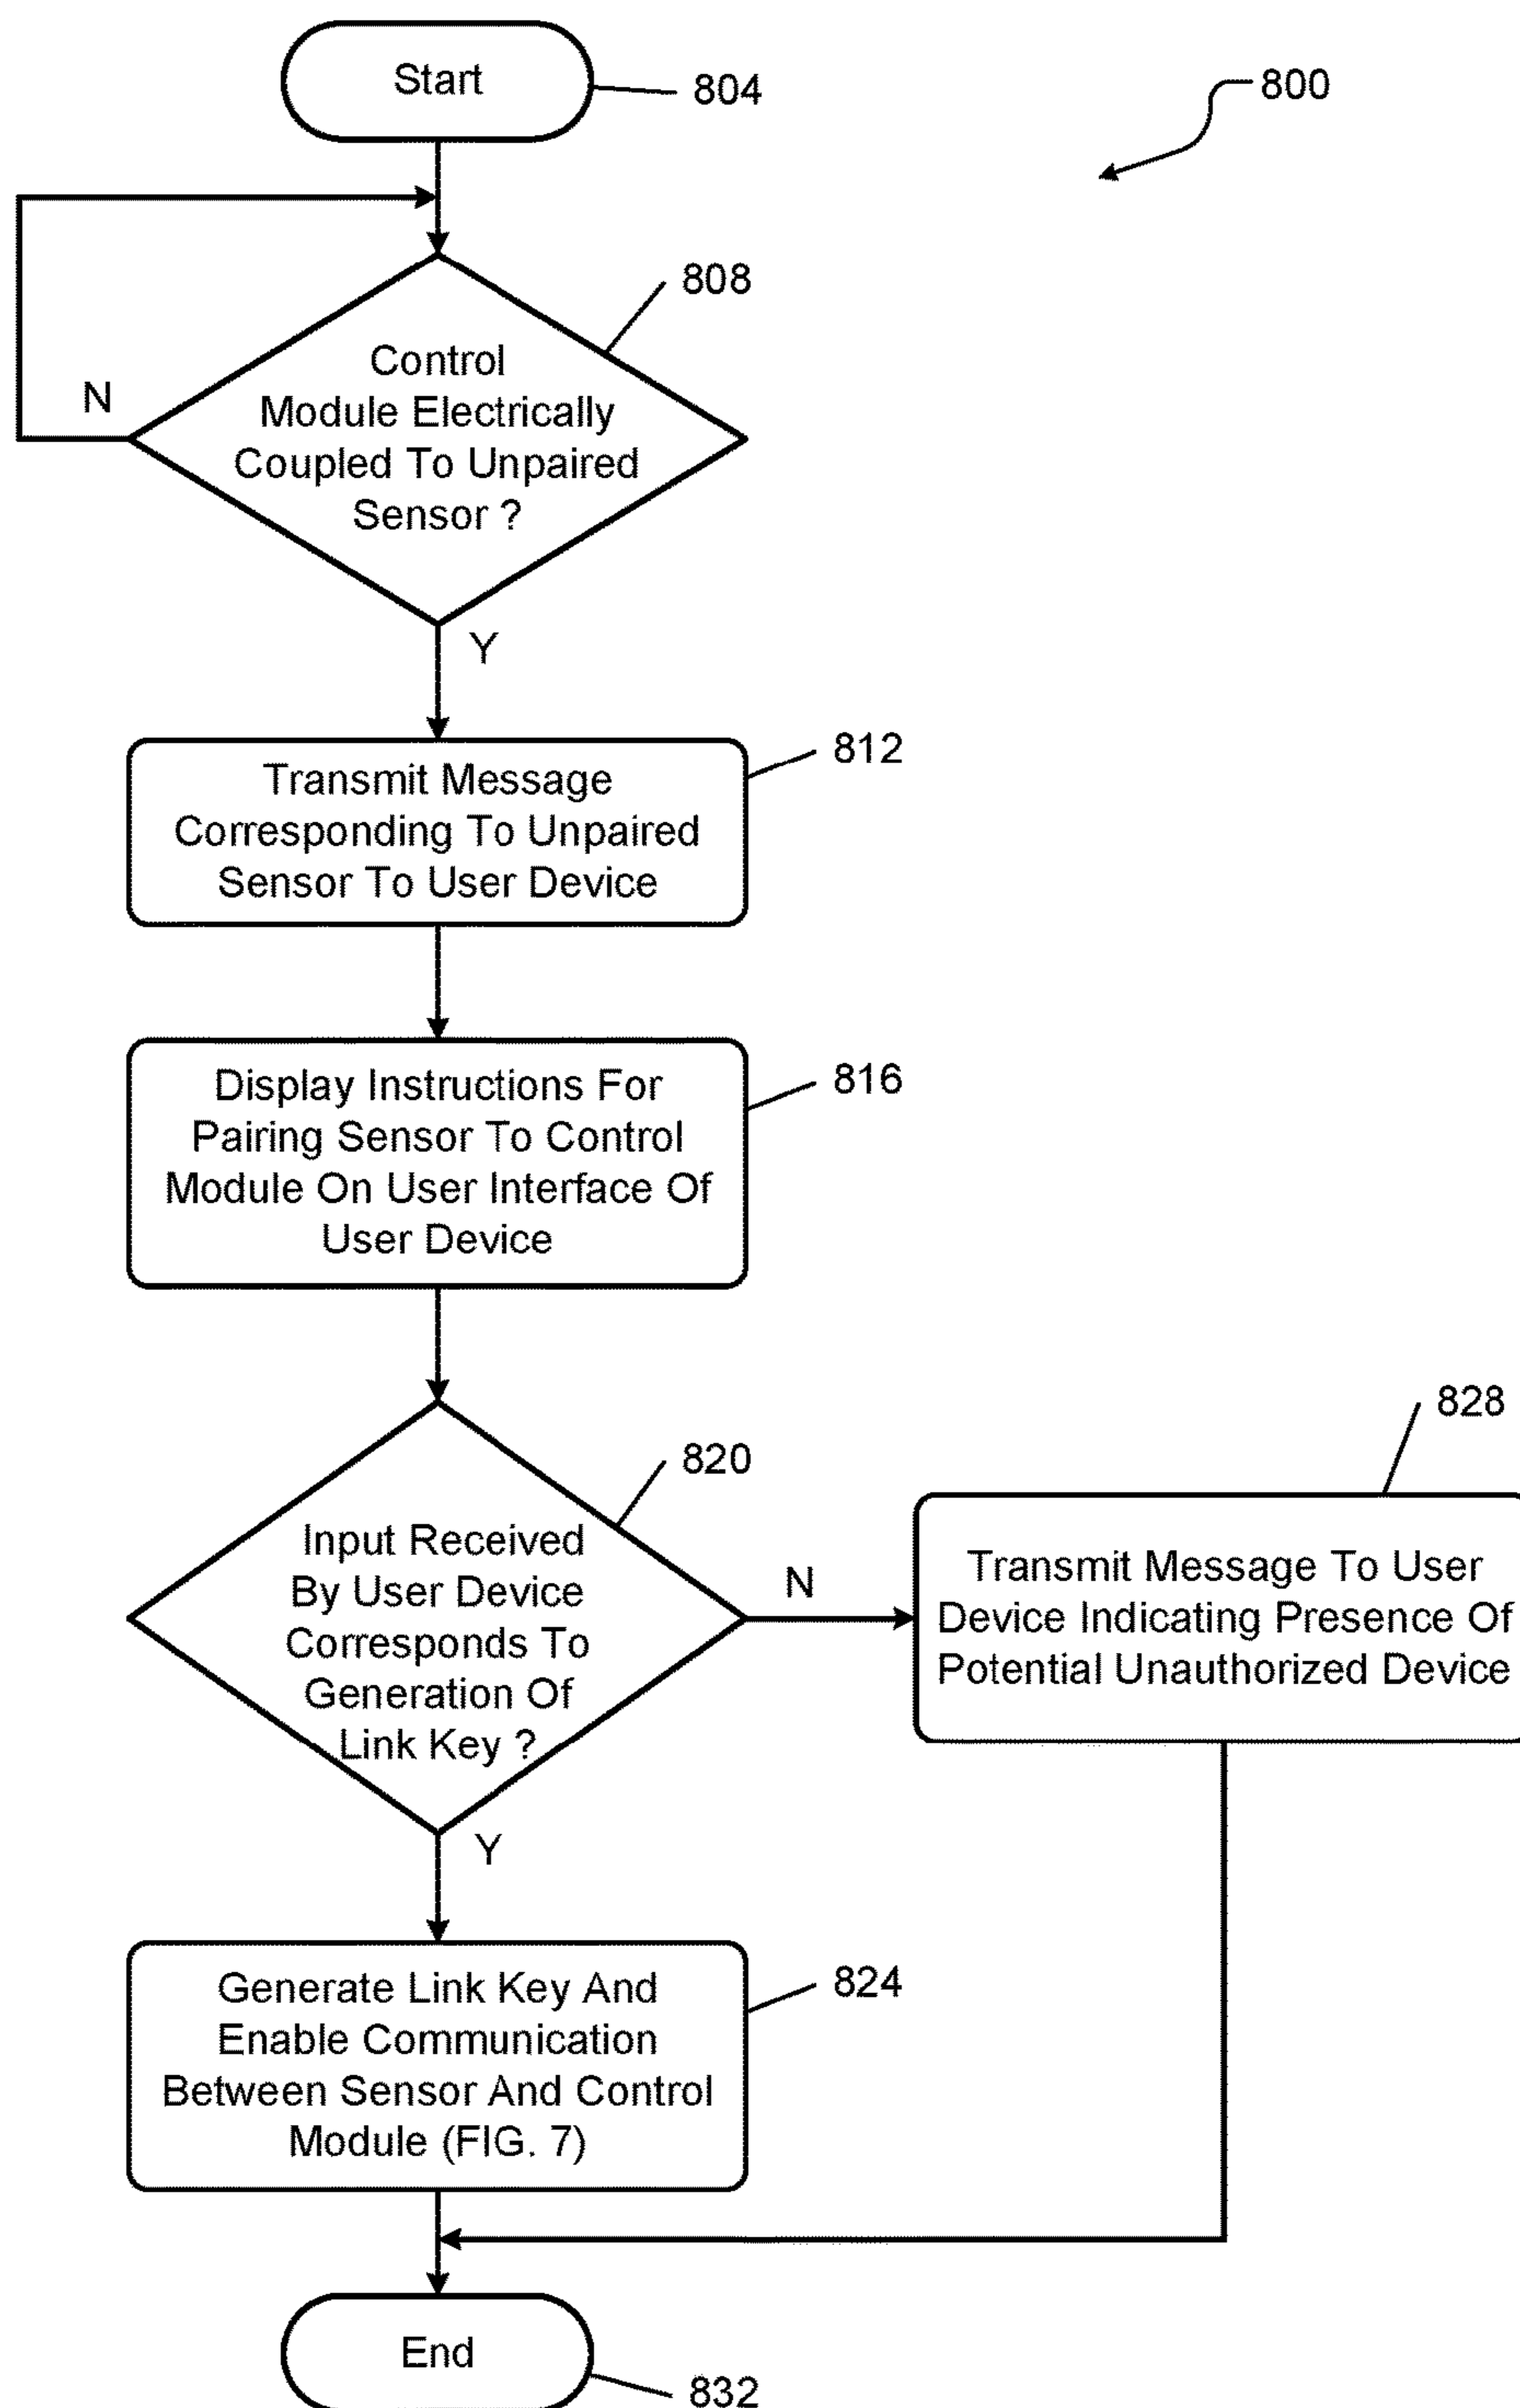 Start
804
800
808
Control
Module Electrically
Coupled To Unpaired
Sensor ?
N
Y
812
Transmit Message
Corresponding To Unpaired
Sensor To User Device
816
Display Instructions For
Pairing Sensor To Control
Module On User Interface Of
User Device
820
Input Received
By User Device
Corresponds To
Generation Of
Link Key ?
N
828
Transmit Message To User
Device Indicating Presence Of
Potential Unauthorized Device
Y
824
Generate Link Key And
Enable Communication
Between Sensor And Control
Module (FIG. 7)
End
832